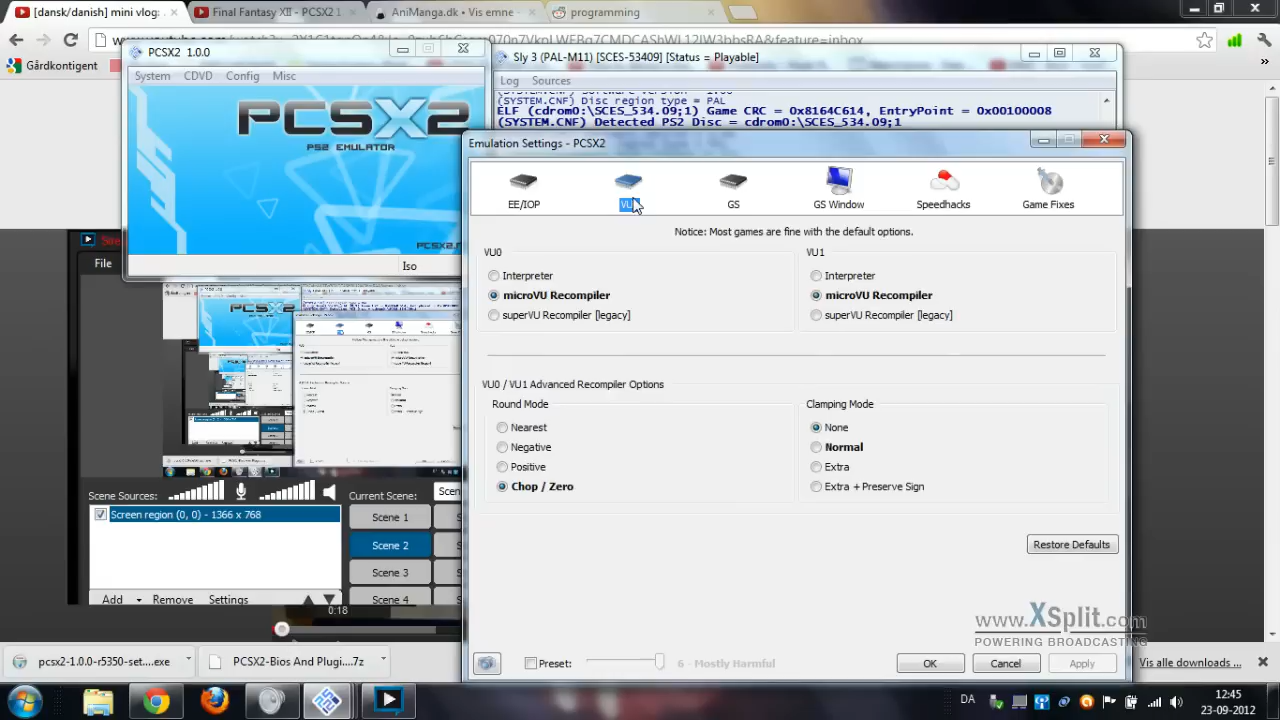 [dansk/danish] mini vlog:
Final Fantasy XII - PCSX2 1
AniManga.dk • Vis emne
programming
Gårdkontigent
PCSX2 1.0.0
System CDVD Config Misc
PCSX2
PS2 EMULATOR
Iso
Sly 3 (PAL-M11) [SCES-53409] [Status = Playable]
Log Sources
(SYSTEM.CNF) Disc region type = PAL
ELF (cdrom0:\SCES_534.09;1) Game CRC = 0x8164C614, EntryPoint = 0x00100008
(SYSTEM.CNF) Detected PS2 Disc = cdrom0:\SCES_534.09;1
Emulation Settings - PCSX2
EE/IOP
GS
GS Window
Speedhacks
Game Fixes
Notice: Most games are fine with the default options.
VU0
Interpreter
microVU Recompiler
superVU Recompiler [legacy]
VU1
Interpreter
microVU Recompiler
superVU Recompiler [legacy]
VU0 / VU1 Advanced Recompiler Options
Round Mode
Nearest
Negative
Positive
Chop / Zero
Clamping Mode
None
Normal
Extra
Extra + Preserve Sign
Restore Defaults
Preset:
6 - Mostly Harmful
OK
Cancel
Apply
File
Scene Sources:
Screen region (0, 0) - 1366 x 768
Add Remove Settings
Current Scene:
Scene 1
Scene 2
Scene 3
Scene 4
0:18
www.XSplit.com
POWERING BROADCASTING
pcsx2-1.0.0-r5350-set....exe
PCSX2-Bios And Plugi....7z
Vis alle downloads ...
DA
12:45
23-09-2012